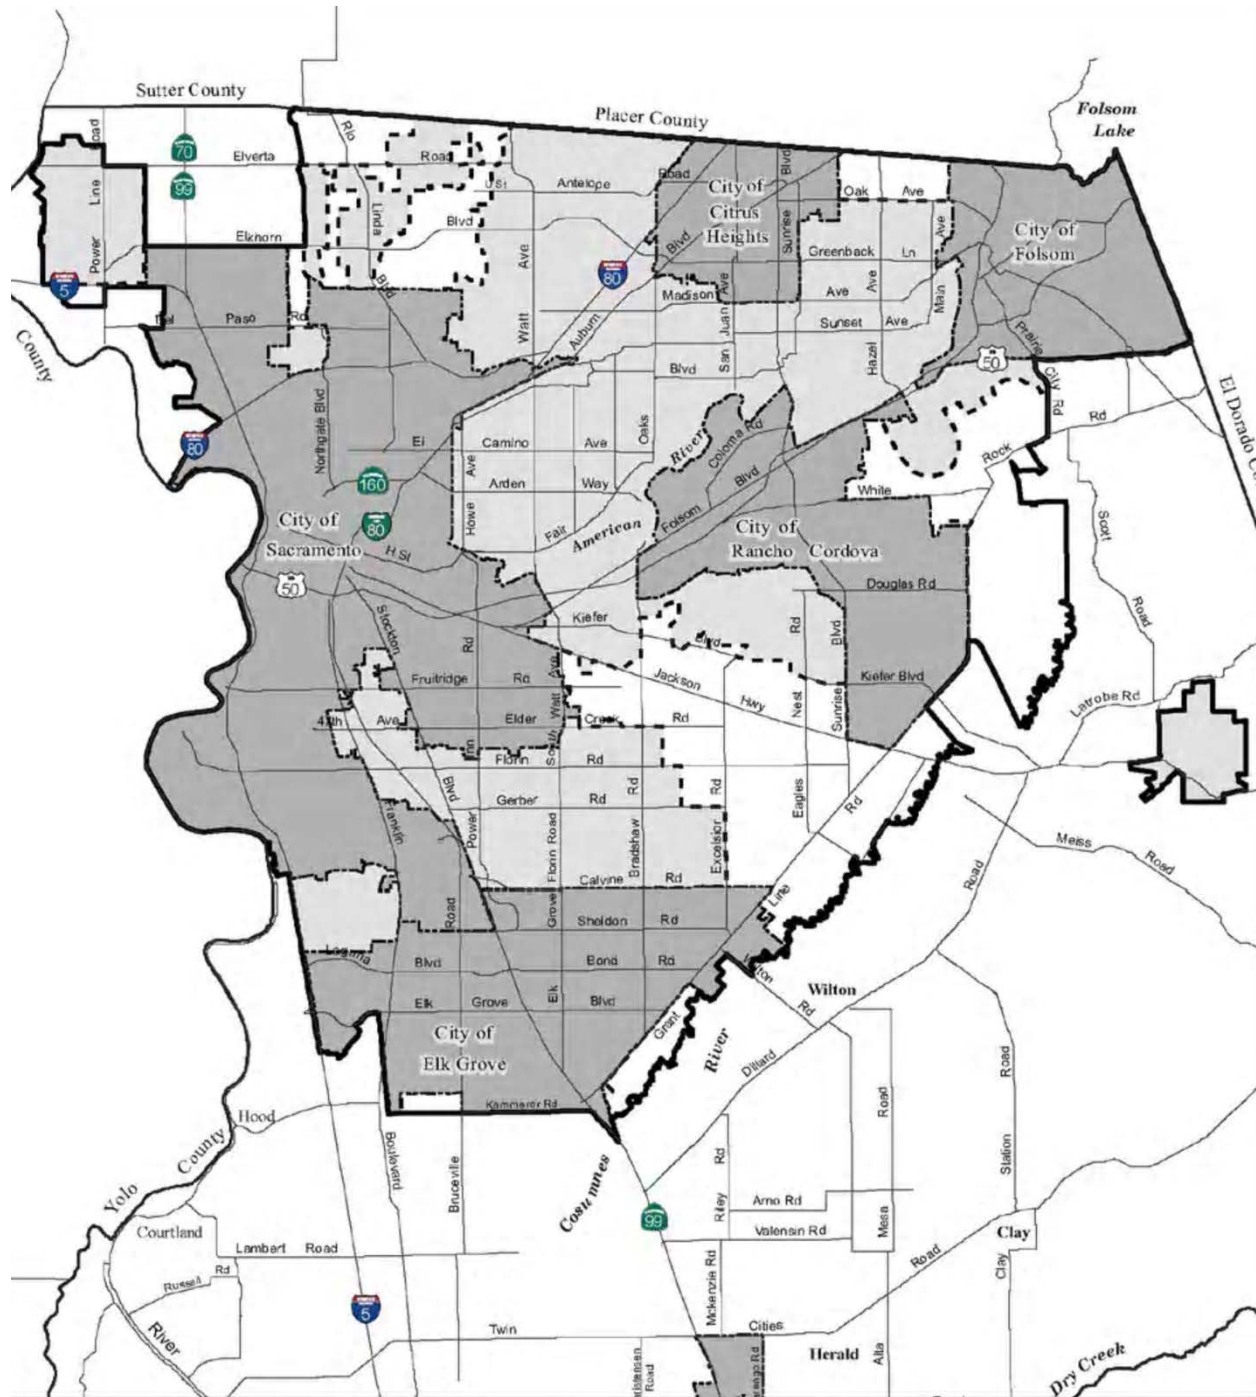 Sutter County
Placer County
Folsom
Lake
70
99
Elverta
Road
Rio
Line
Power
Elkhorn
Linda
Blvd
Blvd
U St
Antelope
Road
City of
Citrus
Heights
Blvd
Sunrise
Oak Ave
Greenback Ln
Ave
Main
City of
Folsom
5
80
Watt
Ave
Auburn
Blvd
Madison Ave
Sunset Ave
San Juan
Ave
Hazel
Ave
Paso Rd
County
50
Prairie
City
Rd
Rd
El Dorado
80
Northgate Blvd
Blvd
El Camino Ave
Oaks
160
Arden Way
Ave
Howe
Fair
River
American
Coloma Rd
Folsom Blvd
White
Rock
Scott
Road
City of
Sacramento
80
H St
50
City of
Rancho Cordova
Douglas Rd
Kiefer
Blvd
Stockton
Rd
Rd
Blvd
Jackson
Hwy
Kiefer Blvd
Latrobe Rd
Fruitridge Rd
Ave
Watt
South
47th Ave
Elder Creek Rd
Nest
Sunrise
Florin Rd
Gerber Rd
Blvd
Power
Franklin
Florin Road
Rd
Bradshaw
Rd
Excelsior
Eagles
Rd
Road
Meiss
Road
Calvine Rd
Line
Road
Grove
Sheldon Rd
Laguna Blvd
Bond Rd
Wilton
Rd
Wilton
Elk Grove Blvd
Elk
Grant
City of
Elk Grove
River
Dillard
Kammerer Rd
Road
Road
Hood
County
Yolo
Boulevard
Bruceville
Cosumnes
Rd
Riley
Station
Courtland
Arno Rd
99
Valensin Rd
Mesa
Clay
Road
Clay
Lambert Road
Russell Rd
Mckenzie Rd
5
River
Twin Cities
Herald
Alta
Road
Dry Creek